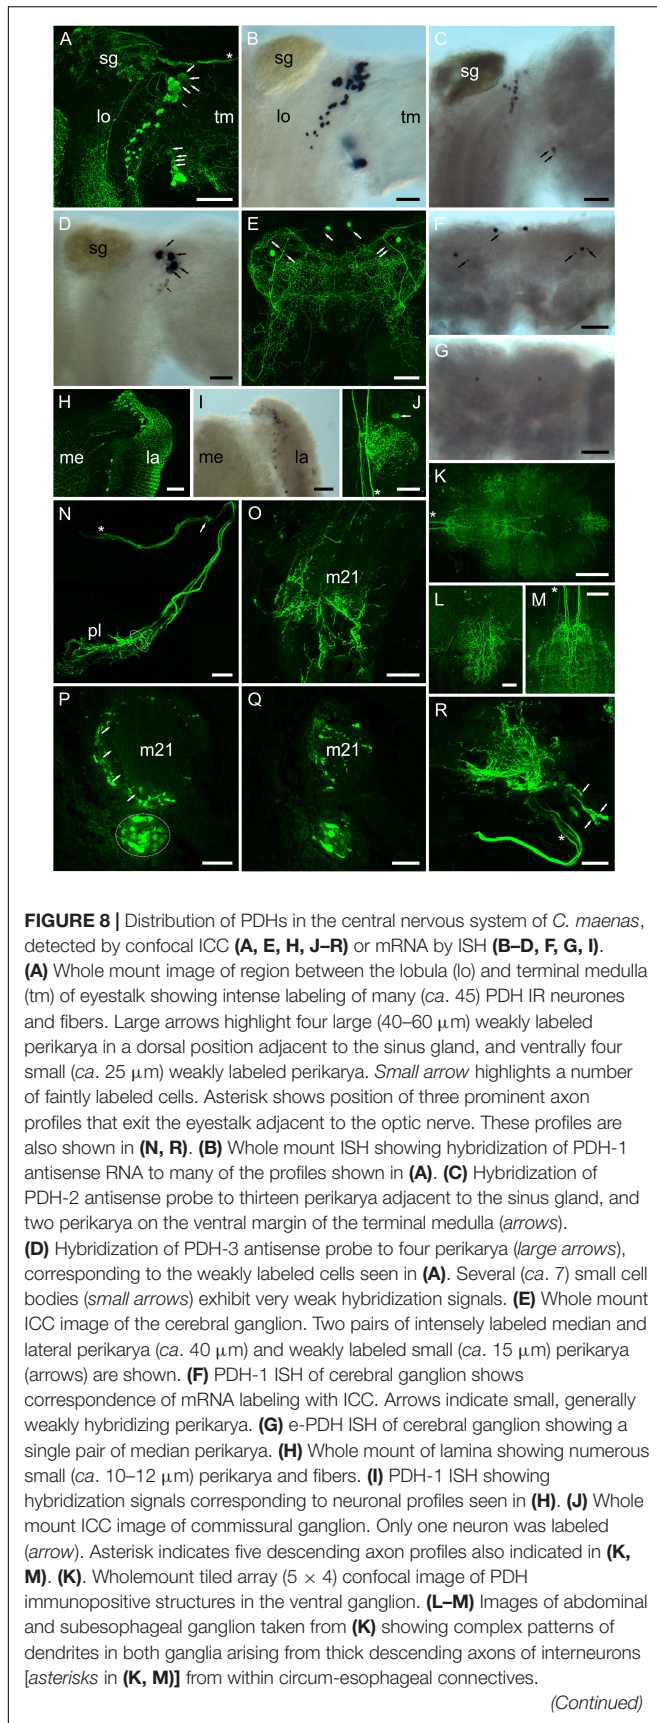 A
sg
*
lo
tm
B
sg
lo
tm
C
sg
D
sg
E
F
G
H
me
la
I
me
la
J
*
K
*
N
*
pl
O
m21
L
M
*
P
m21
Q
m21
R
*
FIGURE 8 | Distribution of PDHs in the central nervous system of C. maenas,
detected by confocal ICC (A, E, H, J–R) or mRNA by ISH (B–D, F, G, I).
(A) Whole mount image of region between the lobula (lo) and terminal medulla
(tm) of eyestalk showing intense labeling of many (ca. 45) PDH IR neurones
and fibers. Large arrows highlight four large (40–60 μm) weakly labeled
perikarya in a dorsal position adjacent to the sinus gland, and ventrally four
small (ca. 25 μm) weakly labeled perikarya. Small arrow highlights a number
of faintly labeled cells. Asterisk shows position of three prominent axon
profiles that exit the eyestalk adjacent to the optic nerve. These profiles are
also shown in (N, R). (B) Whole mount ISH showing hybridization of PDH-1
antisense RNA to many of the profiles shown in (A). (C) Hybridization of
PDH-2 antisense probe to thirteen perikarya adjacent to the sinus gland, and
two perikarya on the ventral margin of the terminal medulla (arrows).
(D) Hybridization of PDH-3 antisense probe to four perikarya (large arrows),
corresponding to the weakly labeled cells seen in (A). Several (ca. 7) small cell
bodies (small arrows) exhibit very weak hybridization signals. (E) Whole mount
ICC image of the cerebral ganglion. Two pairs of intensely labeled median and
lateral perikarya (ca. 40 μm) and weakly labeled small (ca. 15 μm) perikarya
(arrows) are shown. (F) PDH-1 ISH of cerebral ganglion shows
correspondence of mRNA labeling with ICC. Arrows indicate small, generally
weakly hybridizing perikarya. (G) e-PDH ISH of cerebral ganglion showing a
single pair of median perikarya. (H) Whole mount of lamina showing numerous
small (ca. 10–12 μm) perikarya and fibers. (I) PDH-1 ISH showing
hybridization signals corresponding to neuronal profiles seen in (H). (J) Whole
mount ICC image of commissural ganglion. Only one neuron was labeled
(arrow). Asterisk indicates five descending axon profiles also indicated in (K,
M). (K). Wholemount tiled array (5 × 4) confocal image of PDH
immunopositive structures in the ventral ganglion. (L–M) Images of abdominal
and subesophageal ganglion taken from (K) showing complex patterns of
dendrites in both ganglia arising from thick descending axons of interneurons
[asterisks in (K, M)] from within circum-esophageal connectives.
(Continued)